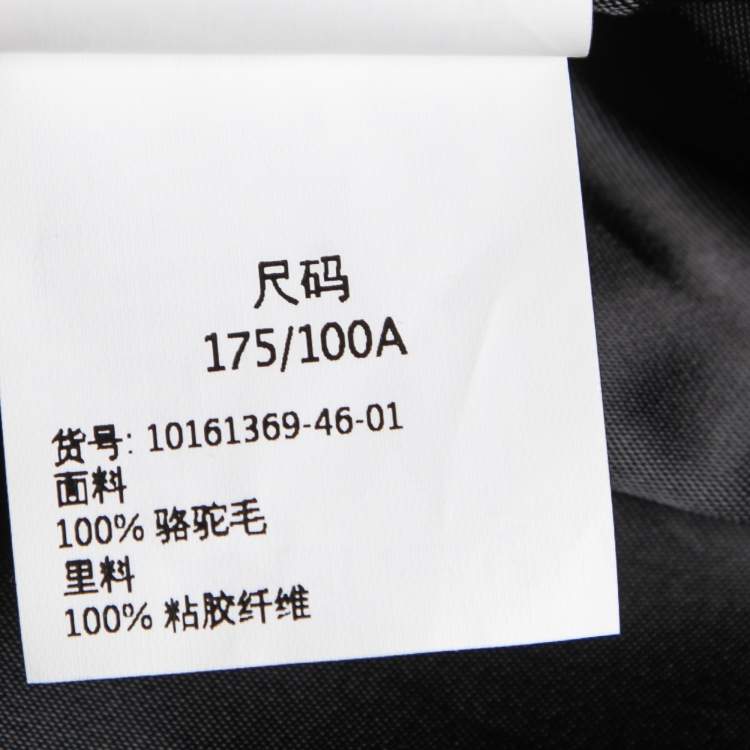 尺码
175/100A
货号: 10161369-46-01
面料
100% 骆驼毛
里料
100% 粘胶纤维